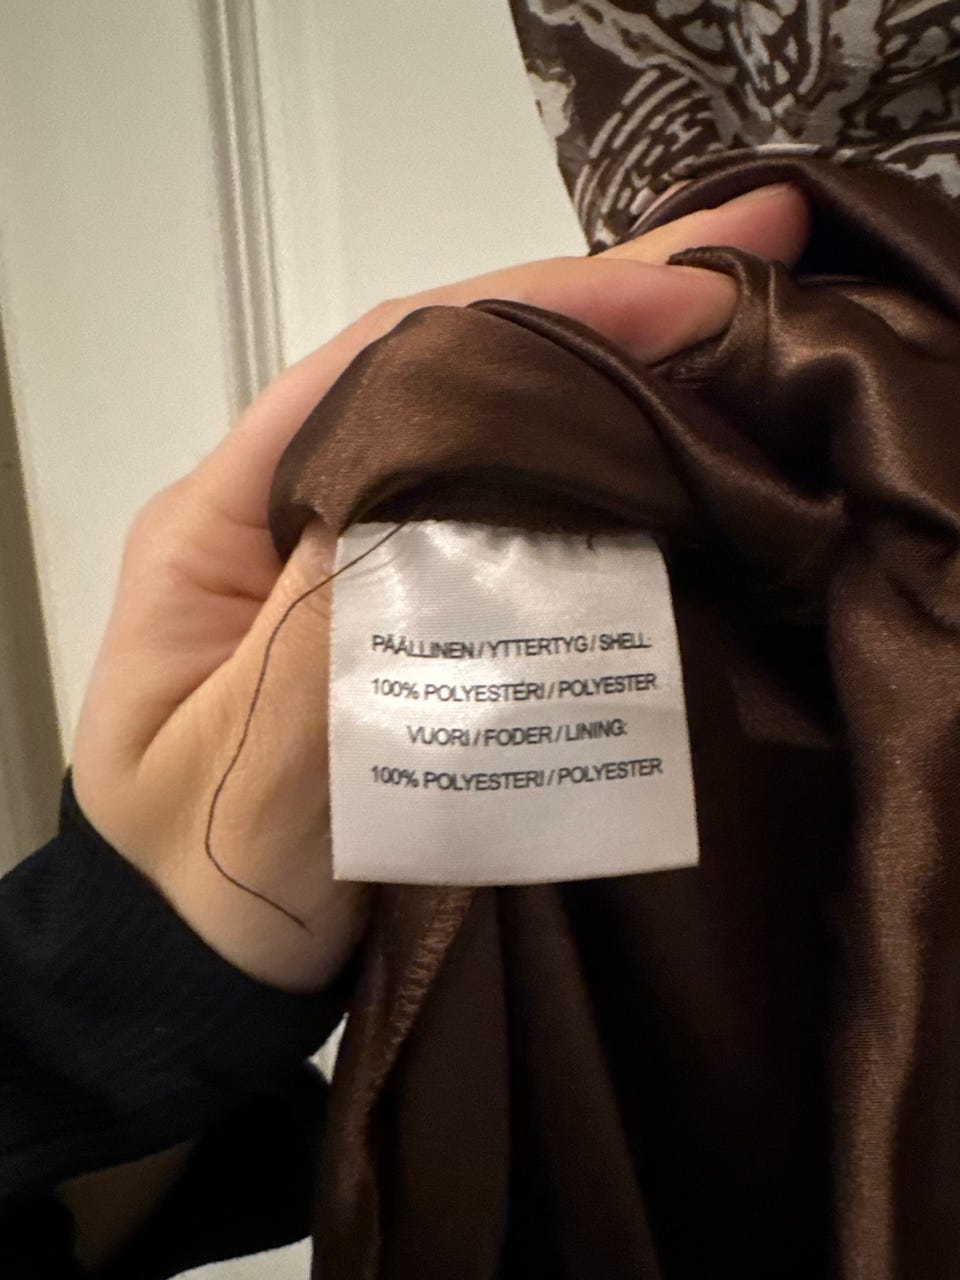 PÄÄLLINEN / YTTERTYG / SHELL:
100% POLYESTERI / POLYESTER
VUORI / FODER / LINING:
100% POLYESTERI / POLYESTER